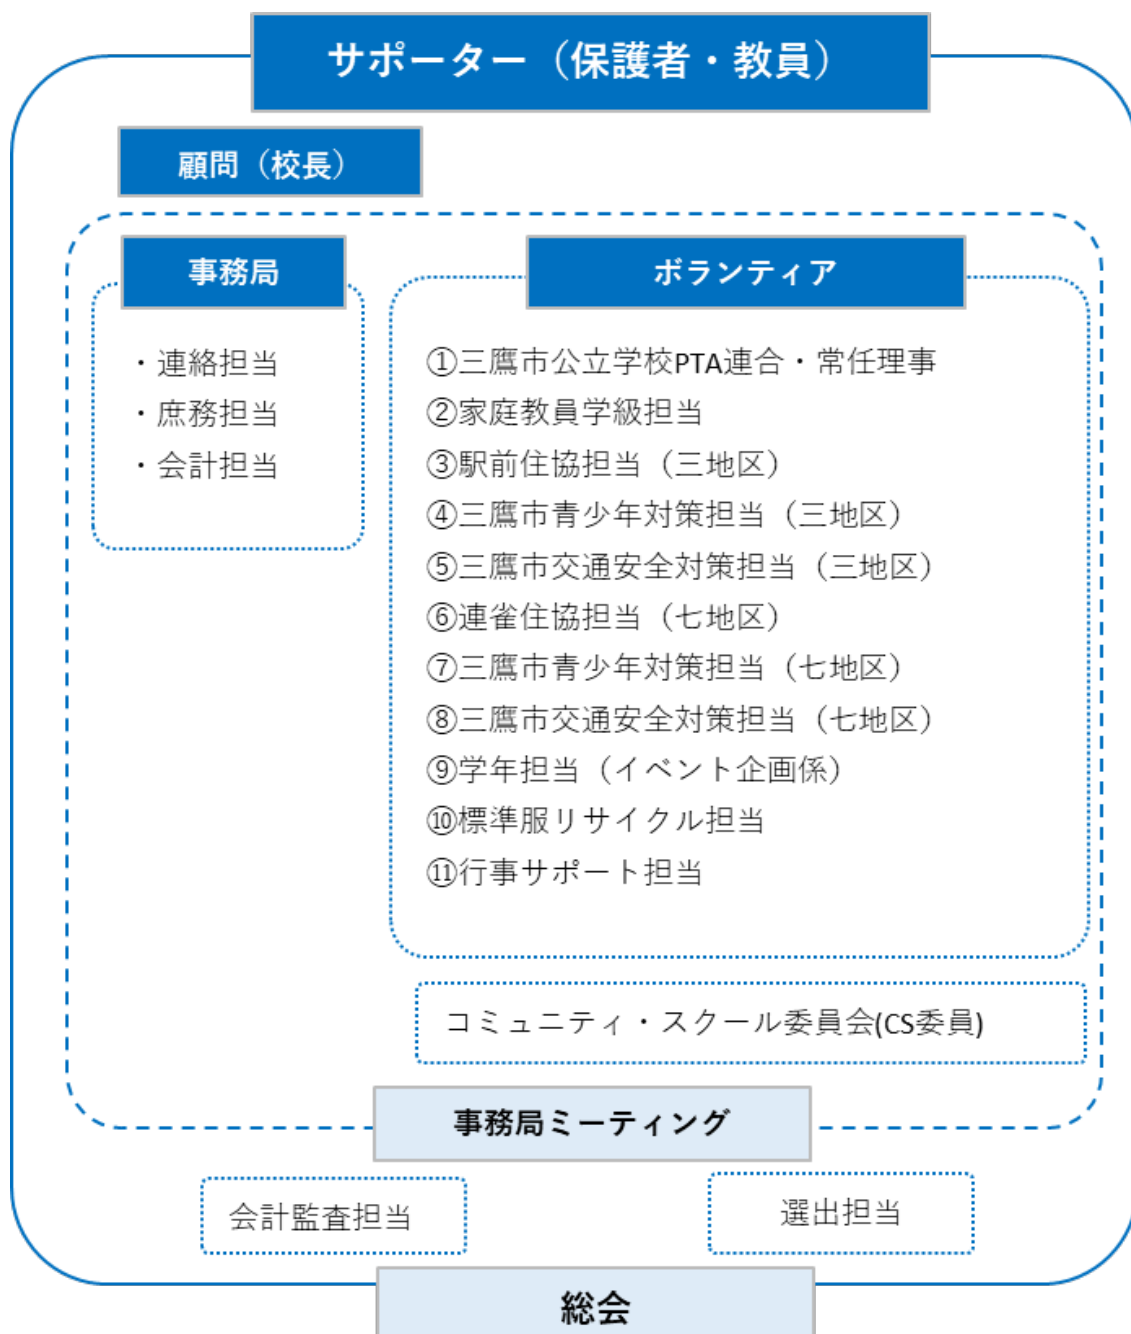 サポーター（保護者・教員）
顧問（校長）
事務局
・連絡担当
・庶務担当
・会計担当
ボランティア
①三鷹市公立学校PTA連合・常任理事
②家庭教員学級担当
③駅前住協担当（三地区）
④三鷹市青少年対策担当（三地区）
⑤三鷹市交通安全対策担当（三地区）
⑥連雀住協担当（七地区）
⑦三鷹市青少年対策担当（七地区）
⑧三鷹市交通安全対策担当（七地区）
⑨学年担当（イベント企画係）
⑩標準服リサイクル担当
⑪行事サポート担当
コミュニティ・スクール委員会(CS委員)
事務局ミーティング
会計監査担当
選出担当
総会